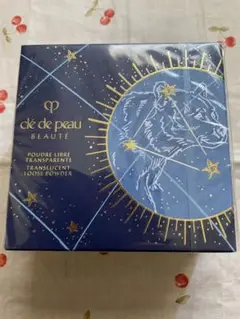 clé de peau
BEAUTÉ
POUDRE LIBRE
TRANSPARENTE
TRANSLUCENT
LOOSE POWDER